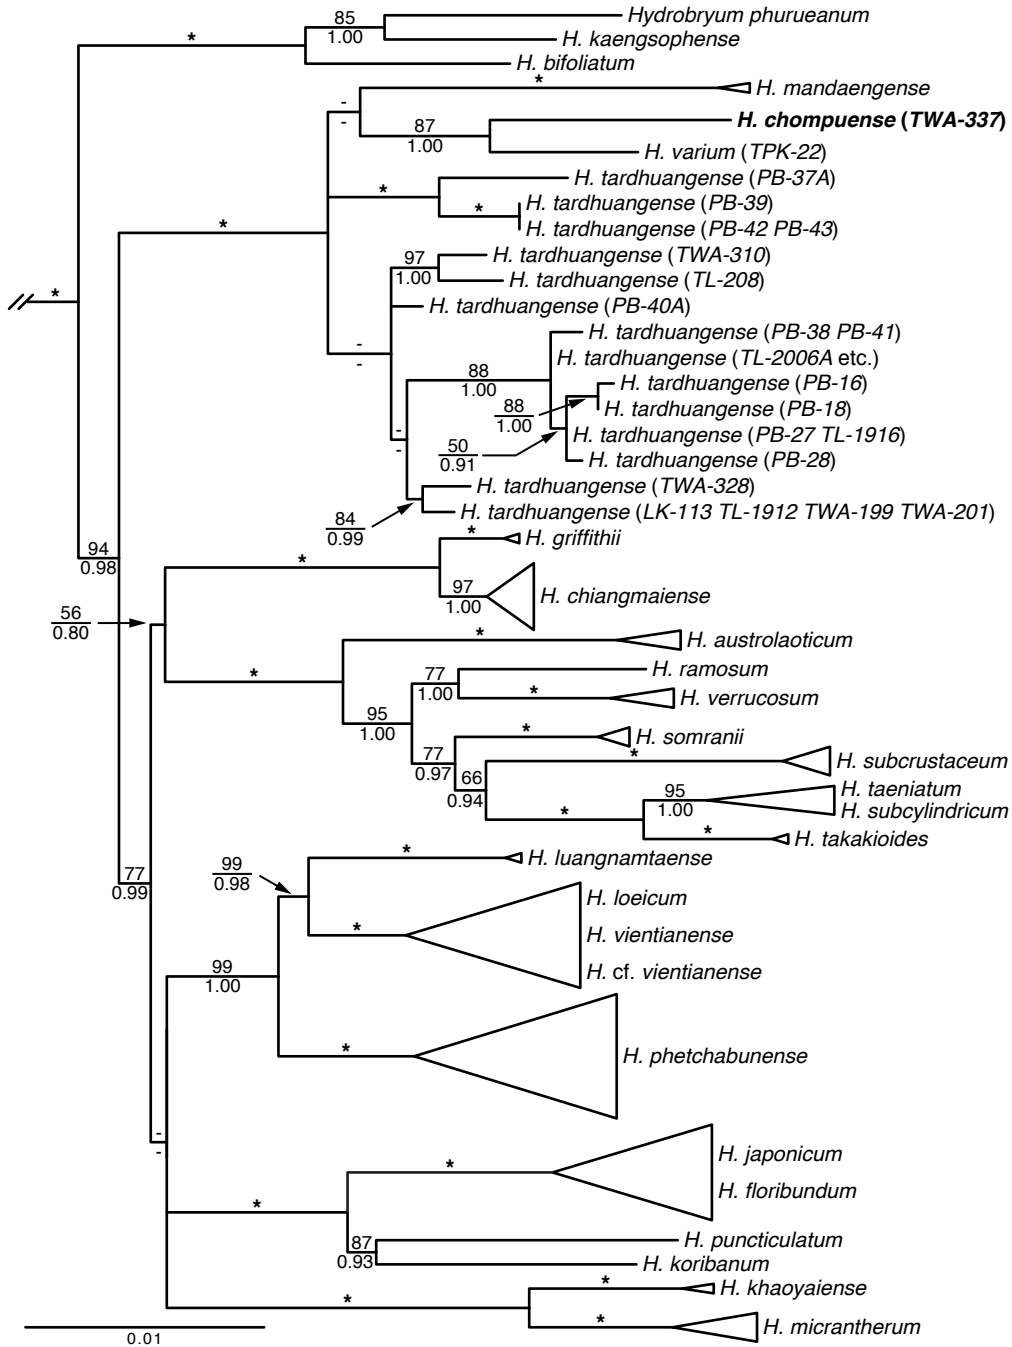 85
Hydrobryum phurueanum
1.00
*
H. kaengsophense
H. bifoliatum
*
H. mandaengense
-
-
87
H. chompuense (TWA-337)
1.00
H. varium (TPK-22)
*
H. tardhuangense (PB-37A)
*
H. tardhuangense (PB-39)
*
H. tardhuangense (PB-42 PB-43)
97
H. tardhuangense (TWA-310)
1.00
H. tardhuangense (TL-208)
*
H. tardhuangense (PB-40A)
H. tardhuangense (PB-38 PB-41)
-
-
H. tardhuangense (TL-2006A etc.)
88
1.00
H. tardhuangense (PB-16)
88
1.00
H. tardhuangense (PB-18)
-
-
H. tardhuangense (PB-27 TL-1916)
50
0.91
H. tardhuangense (PB-28)
H. tardhuangense (TWA-328)
84
0.99
H. tardhuangense (LK-113 TL-1912 TWA-199 TWA-201)
*
H. griffithii
94
0.98
*
97
1.00
H. chiangmaiense
56
0.80
*
H. austrolaoticum
*
77
1.00
H. ramosum
*
H. verrucosum
95
1.00
*
H. somranii
77
0.97
*
H. subcrustaceum
66
0.94
95
1.00
H. taeniatum
H. subcylindricum
*
*
H. takakioides
*
H. luangnamtaense
99
0.98
77
0.99
H. loeicum
*
H. vientianense
H. cf. vientianense
99
1.00
*
H. phetchabunense
-
-
H. japonicum
*
H. floribundum
*
87
0.93
H. puncticulatum
H. koribanum
*
H. khaoyaiense
*
*
H. micrantherum
0.01